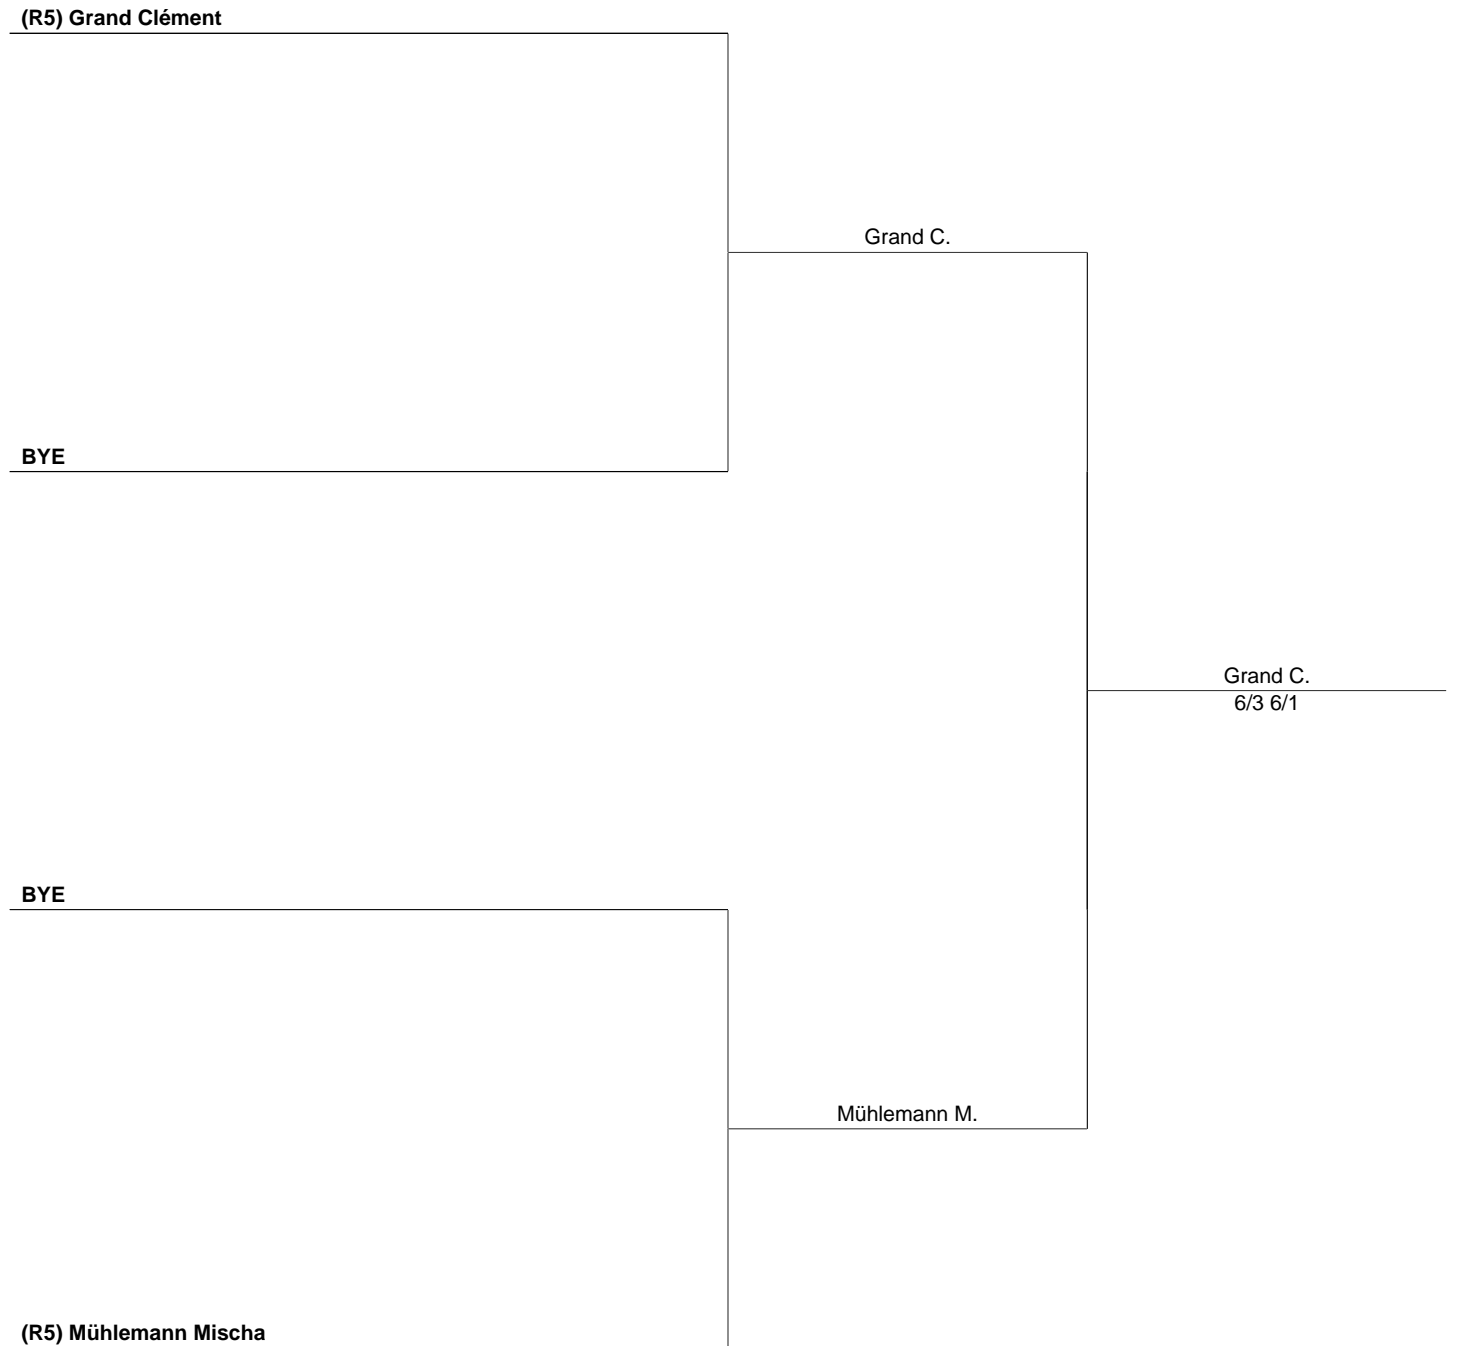 (R5) Grand Clément
Grand C.
BYE
Grand C.
6/3 6/1
BYE
Mühlemann M.
(R5) Mühlemann Mischa